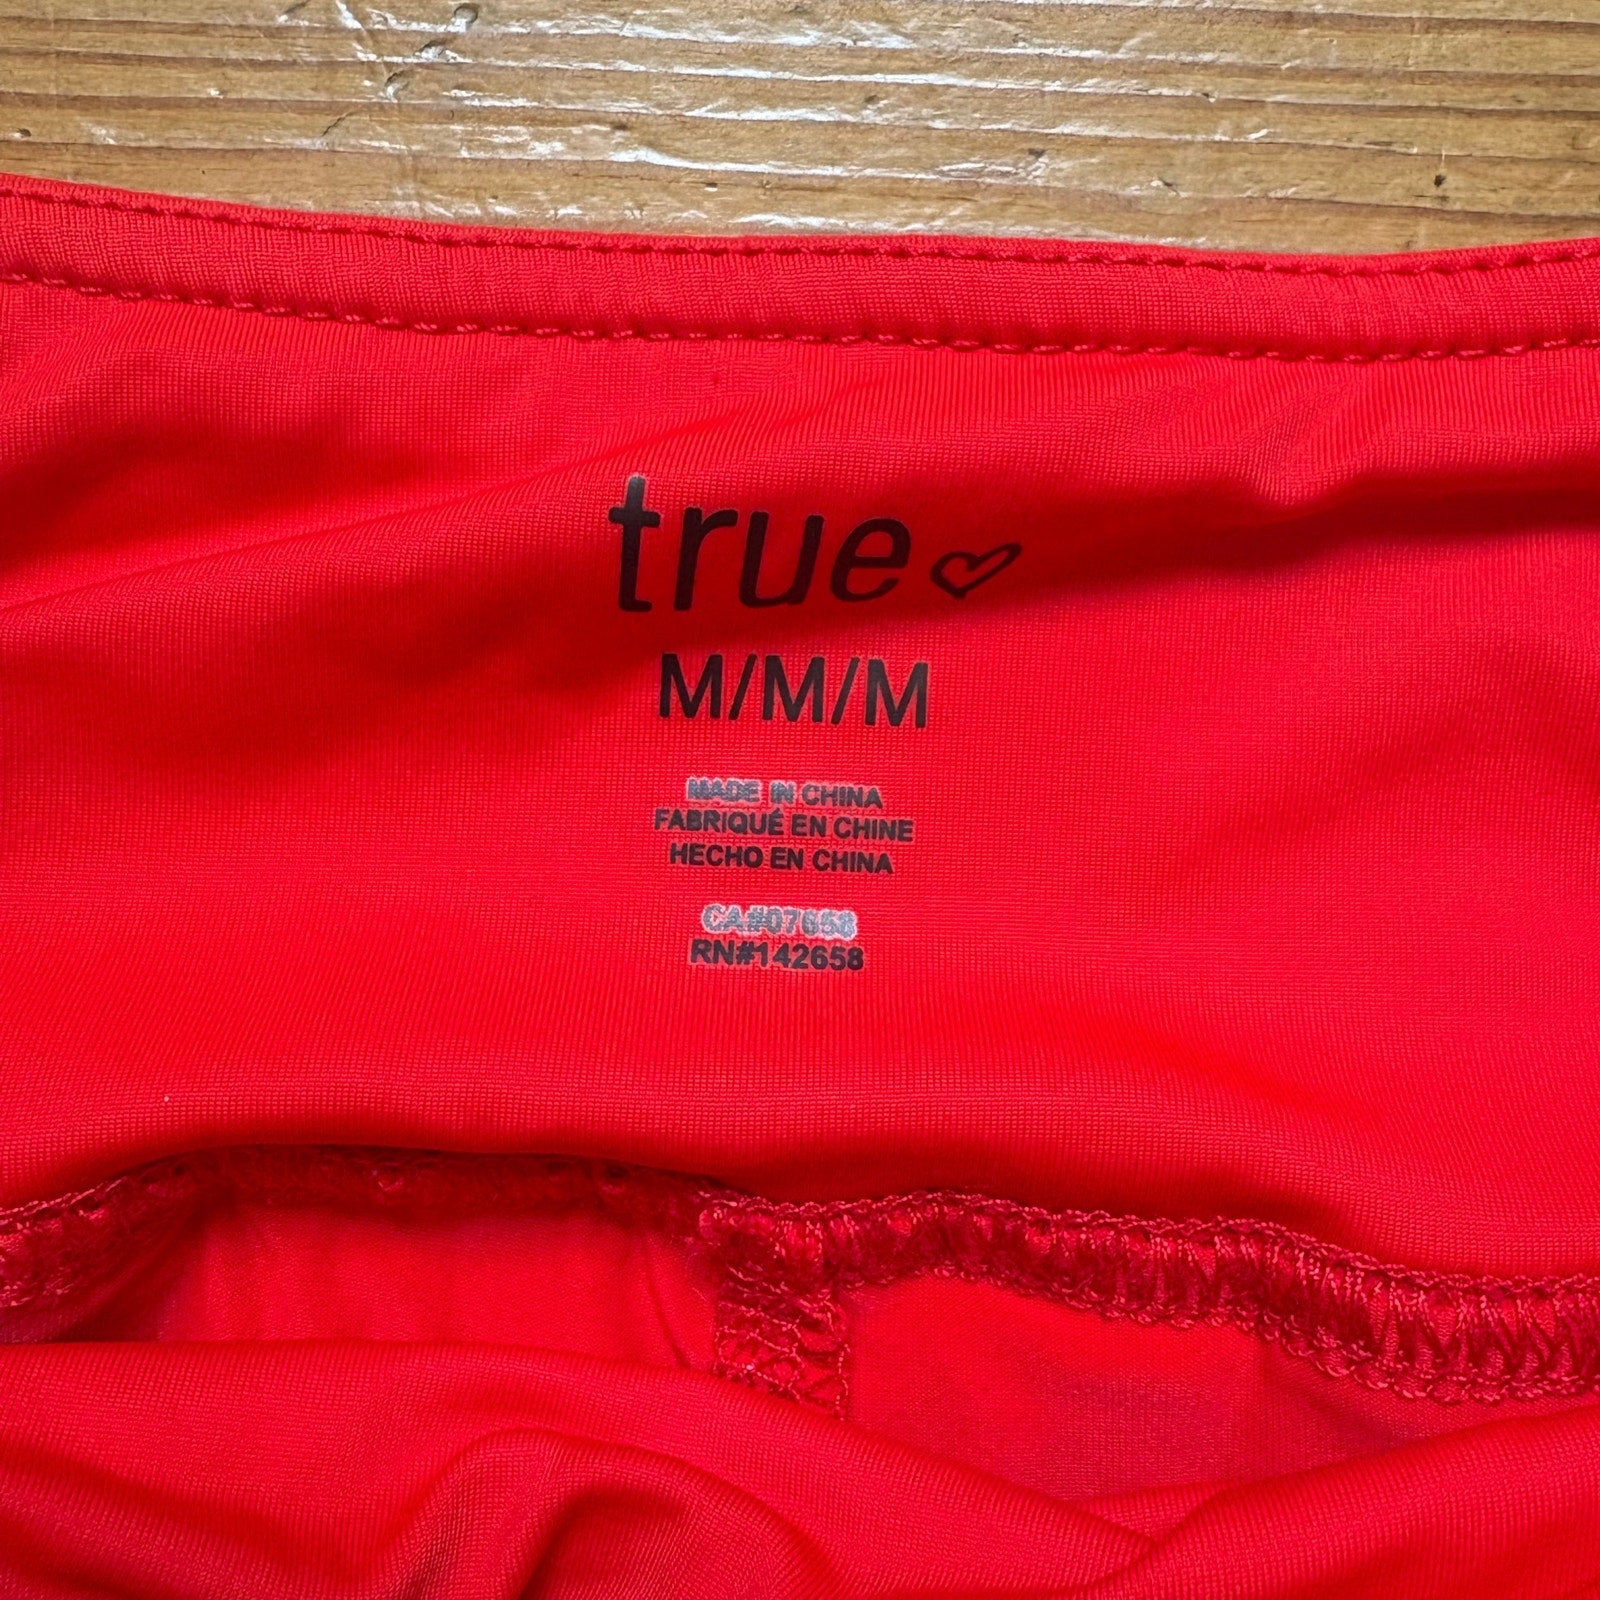 true
M/M/M
MADE IN CHINA
FABRIQUÉ EN CHINE
HECHO EN CHINA
CA#07658
RN#142658